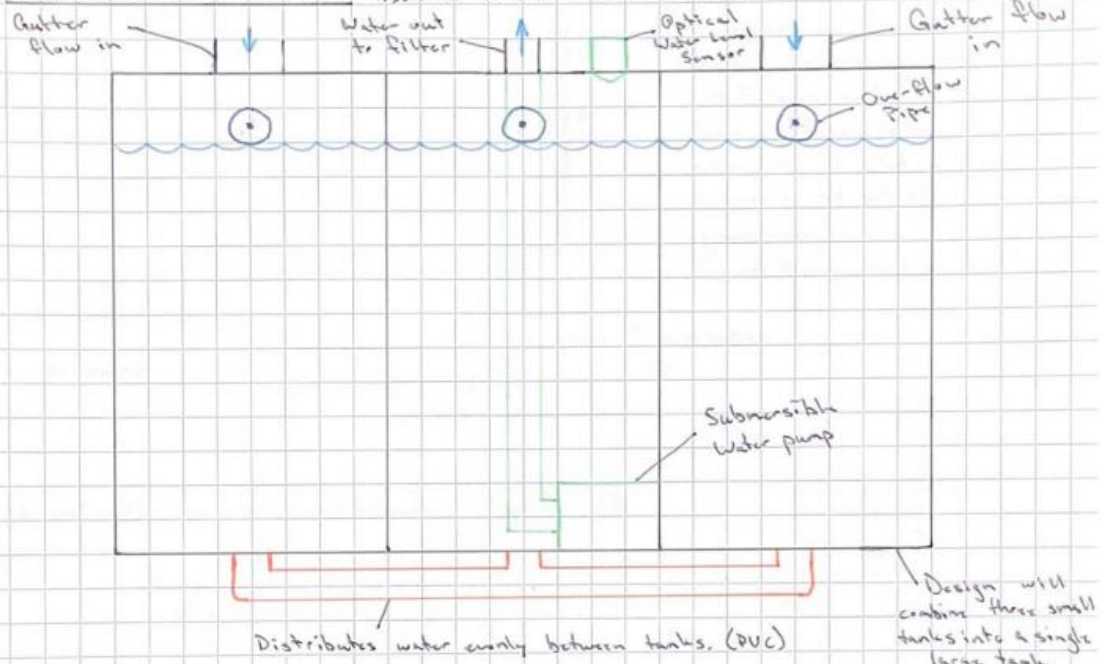 Gutter
flow in
Water out
to filter
Optical
Water Level
Sensor
Gutter flow
in
Over-flow
Pipe
Submersible
Water pump
Distributes water evenly between tanks. (PVC)
Design will
combine three small
tanks into a single
large tank